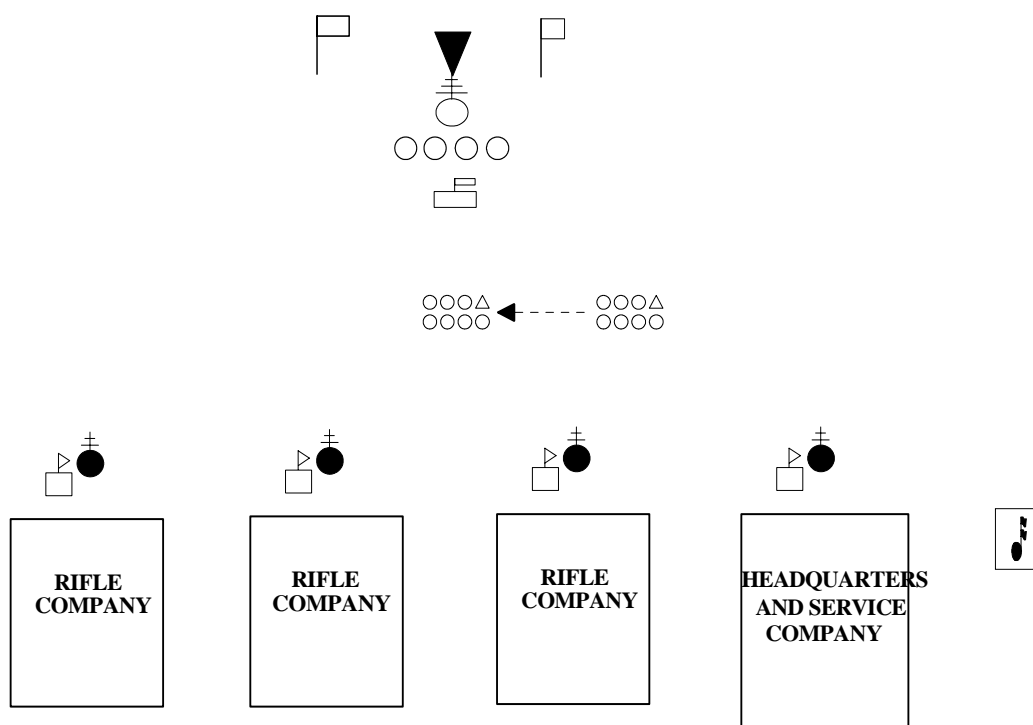 RIFLE
COMPANY
RIFLE
COMPANY
RIFLE
COMPANY
HEADQUARTERS
AND SERVICE
COMPANY